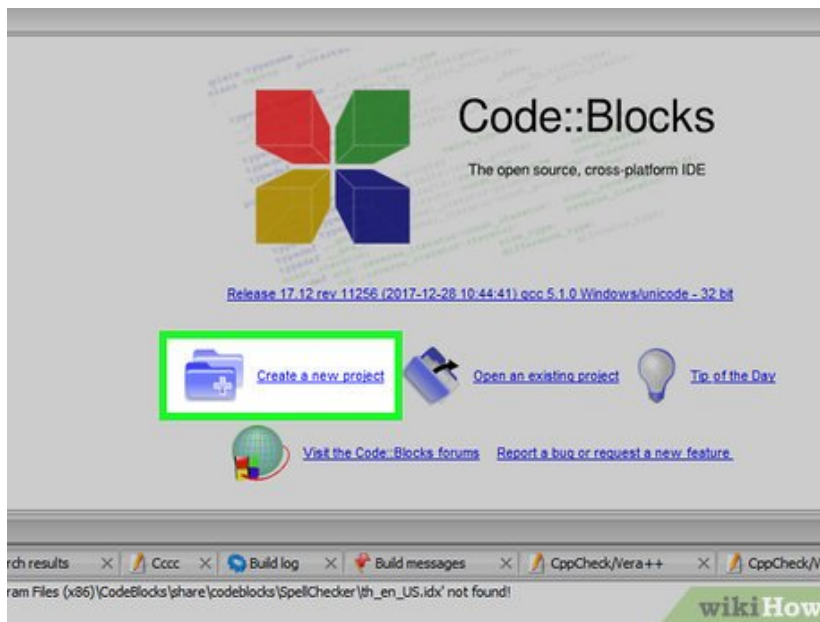 Code::Blocks
The open source, cross-platform IDE
Release 17.12 rev 11256 (2017-12-28 10:44:41) gcc 5.1.0 Windows/unicode - 32 bit
Create a new project Open an existing project Tip of the Day
Visit the Code::Blocks forums Report a bug or request a new feature
rch results Cccc Build log Build messages CppCheck/Vera++ CppCheck/V
ram Files (x86)\CodeBlocks\share\codeblocks\SpellChecker\th_en_US.idx' not found!
wikiHow